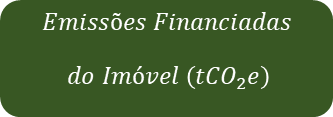 Emissões Financiadas
do Imóvel (tCO₂e)